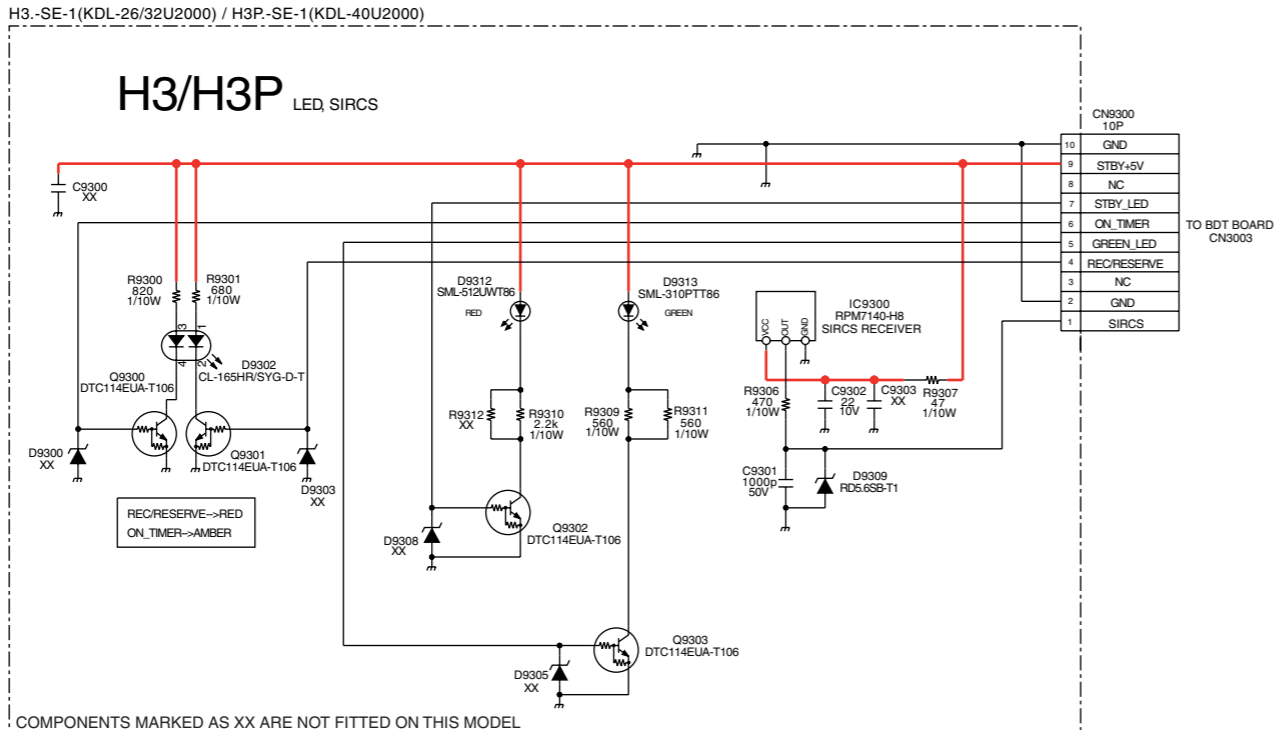 H3.-SE-1(KDL-26/32U2000) / H3P.-SE-1(KDL-40U2000)
H3/H3P LED, SIRCS
CN9300
10P
10 GND
9 STBY+5V
8 NC
7 STBY_LED
6 ON_TIMER
5 GREEN_LED
4 REC/RESERVE
3 NC
2 GND
1 SIRCS
TO BDT BOARD
CN3003
C9300
XX
R9300
820
1/10W
R9301
680
1/10W
3 1
4 2
D9302
CL-165HR/SYG-D-T
Q9300
DTC114EUA-T106
Q9301
DTC114EUA-T106
D9300
XX
D9303
XX
REC/RESERVE-->RED
ON_TIMER-->AMBER
D9312
SML-512UWT86
RED
D9313
SML-310PTT86
GREEN
R9312
XX
R9310
2.2k
1/10W
R9309
560
1/10W
R9311
560
1/10W
D9308
XX
Q9302
DTC114EUA-T106
D9305
XX
Q9303
DTC114EUA-T106
VCC
OUT
GND
IC9300
RPM7140-H8
SIRCS RECEIVER
R9306
470
1/10W
C9302
22
10V
C9303
XX
R9307
47
1/10W
C9301
1000p
50V
D9309
RD5.6SB-T1
COMPONENTS MARKED AS XX ARE NOT FITTED ON THIS MODEL